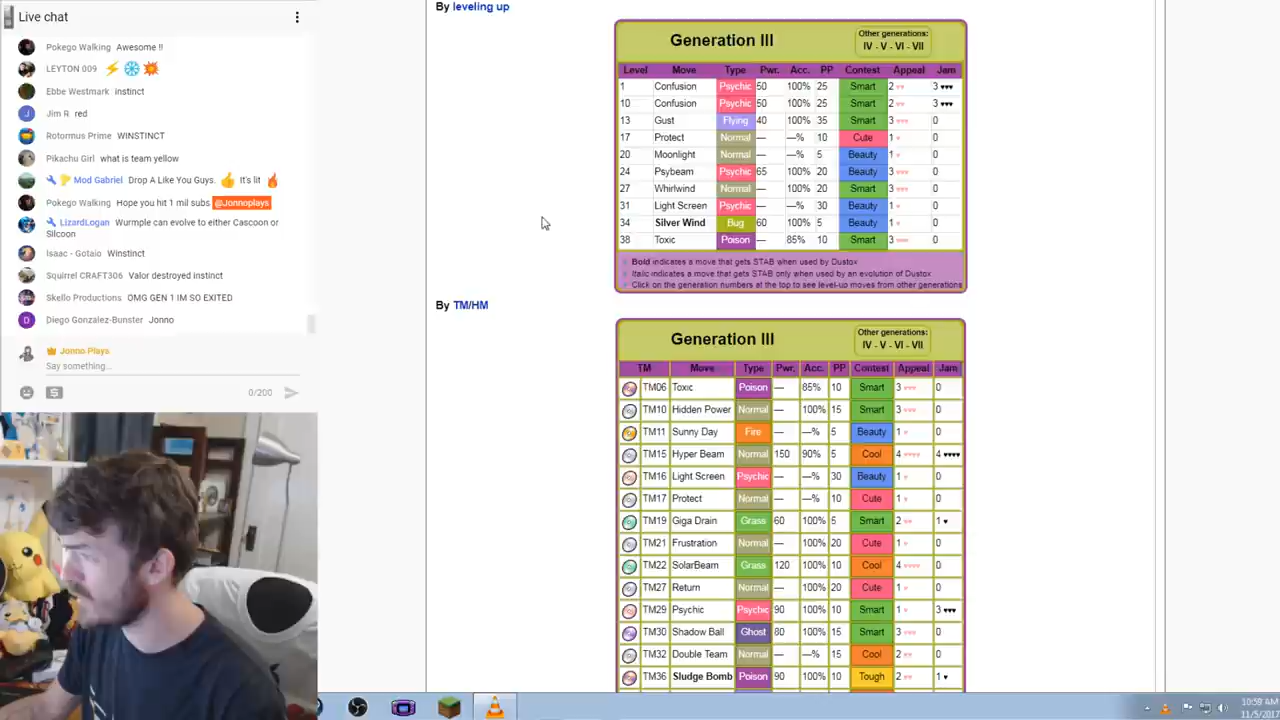 Live chat
Pokego Walking Awesome !!
LEYTON 009
Ebbe Westmark instinct
Jim R red
Rotormus Prime WINSTINCT
Pikachu Girl what is team yellow
Mod Gabriel Drop A Like You Guys. It's lit
Pokego Walking Hope you hit 1 mil subs @Jonnoplays
LizardLogan Wurmple can evolve to either Cascoon or
Silcoon
Isaac - Gotaio Winstinct
Squirrel CRAFT306 Valor destroyed instinct
Skello Productions OMG GEN 1 IM SO EXITED
D Diego Gonzalez-Bunster Jonno
Jonno Plays
Say something...
0/200
By leveling up
Generation III
Other generations:
IV - V - VI - VII
Level Move Type Pwr. Acc. PP Contest Appeal Jam
1 Confusion Psychic 50 100% 25 Smart 2 3
10 Confusion Psychic 50 100% 25 Smart 2 3
13 Gust Flying 40 100% 35 Smart 3 0
17 Protect Normal — —% 10 Cute 1 0
20 Moonlight Normal — —% 5 Beauty 1 0
24 Psybeam Psychic 65 100% 20 Beauty 3 0
27 Whirlwind Normal — 100% 20 Smart 3 0
31 Light Screen Psychic — —% 30 Beauty 1 0
34 Silver Wind Bug 60 100% 5 Beauty 1 0
38 Toxic Poison — 85% 10 Smart 3 0
Bold indicates a move that gets STAB when used by Dustox
Italic indicates a move that gets STAB only when used by an evolution of Dustox
Click on the generation numbers at the top to see level-up moves from other generations
By TM/HM
Generation III
Other generations:
IV - V - VI - VII
TM Move Type Pwr. Acc. PP Contest Appeal Jam
TM06 Toxic Poison — 85% 10 Smart 3 0
TM10 Hidden Power Normal — 100% 15 Smart 3 0
TM11 Sunny Day Fire — —% 5 Beauty 1 0
TM15 Hyper Beam Normal 150 90% 5 Cool 4 4
TM16 Light Screen Psychic — —% 30 Beauty 1 0
TM17 Protect Normal — —% 10 Cute 1 0
TM19 Giga Drain Grass 60 100% 5 Smart 2 1
TM21 Frustration Normal — 100% 20 Cute 1 0
TM22 SolarBeam Grass 120 100% 10 Cool 4 0
TM27 Return Normal — 100% 20 Cute 1 0
TM29 Psychic Psychic 90 100% 10 Smart 1 3
TM30 Shadow Ball Ghost 80 100% 15 Smart 3 0
TM32 Double Team Normal — —% 15 Cool 2 0
TM36 Sludge Bomb Poison 90 100% 10 Tough 2 1
10:59 AM
11/5/2017